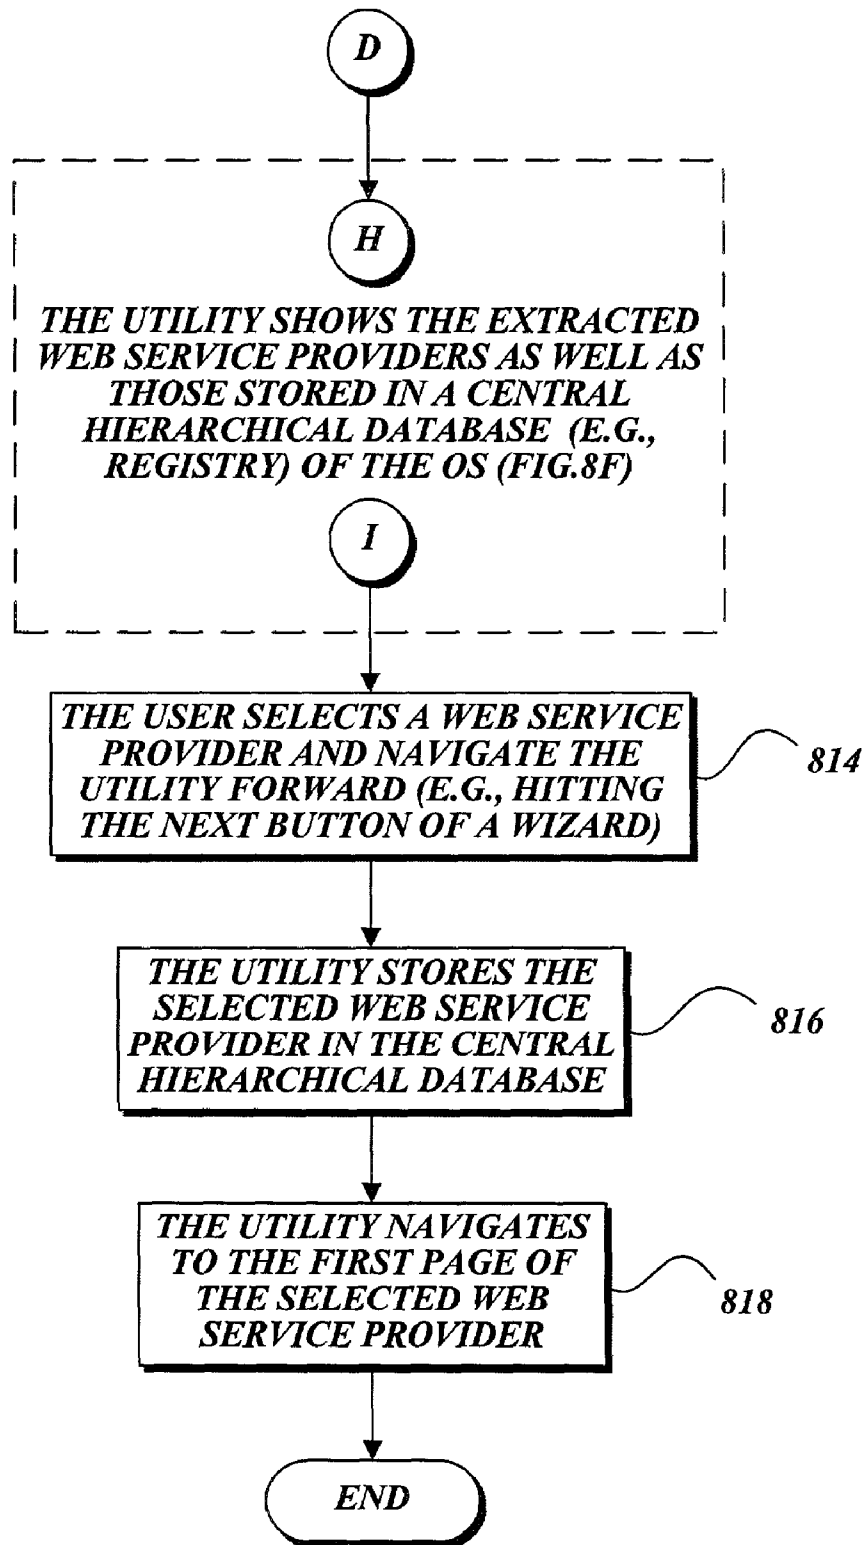 D
H
THE UTILITY SHOWS THE EXTRACTED
WEB SERVICE PROVIDERS AS WELL AS
THOSE STORED IN A CENTRAL
HIERARCHICAL DATABASE (E.G.,
REGISTRY) OF THE OS (FIG.8F)
I
THE USER SELECTS A WEB SERVICE
PROVIDER AND NAVIGATE THE
UTILITY FORWARD (E.G., HITTING
THE NEXT BUTTON OF A WIZARD)
814
THE UTILITY STORES THE
SELECTED WEB SERVICE
PROVIDER IN THE CENTRAL
HIERARCHICAL DATABASE
816
THE UTILITY NAVIGATES
TO THE FIRST PAGE OF
THE SELECTED WEB
SERVICE PROVIDER
818
END